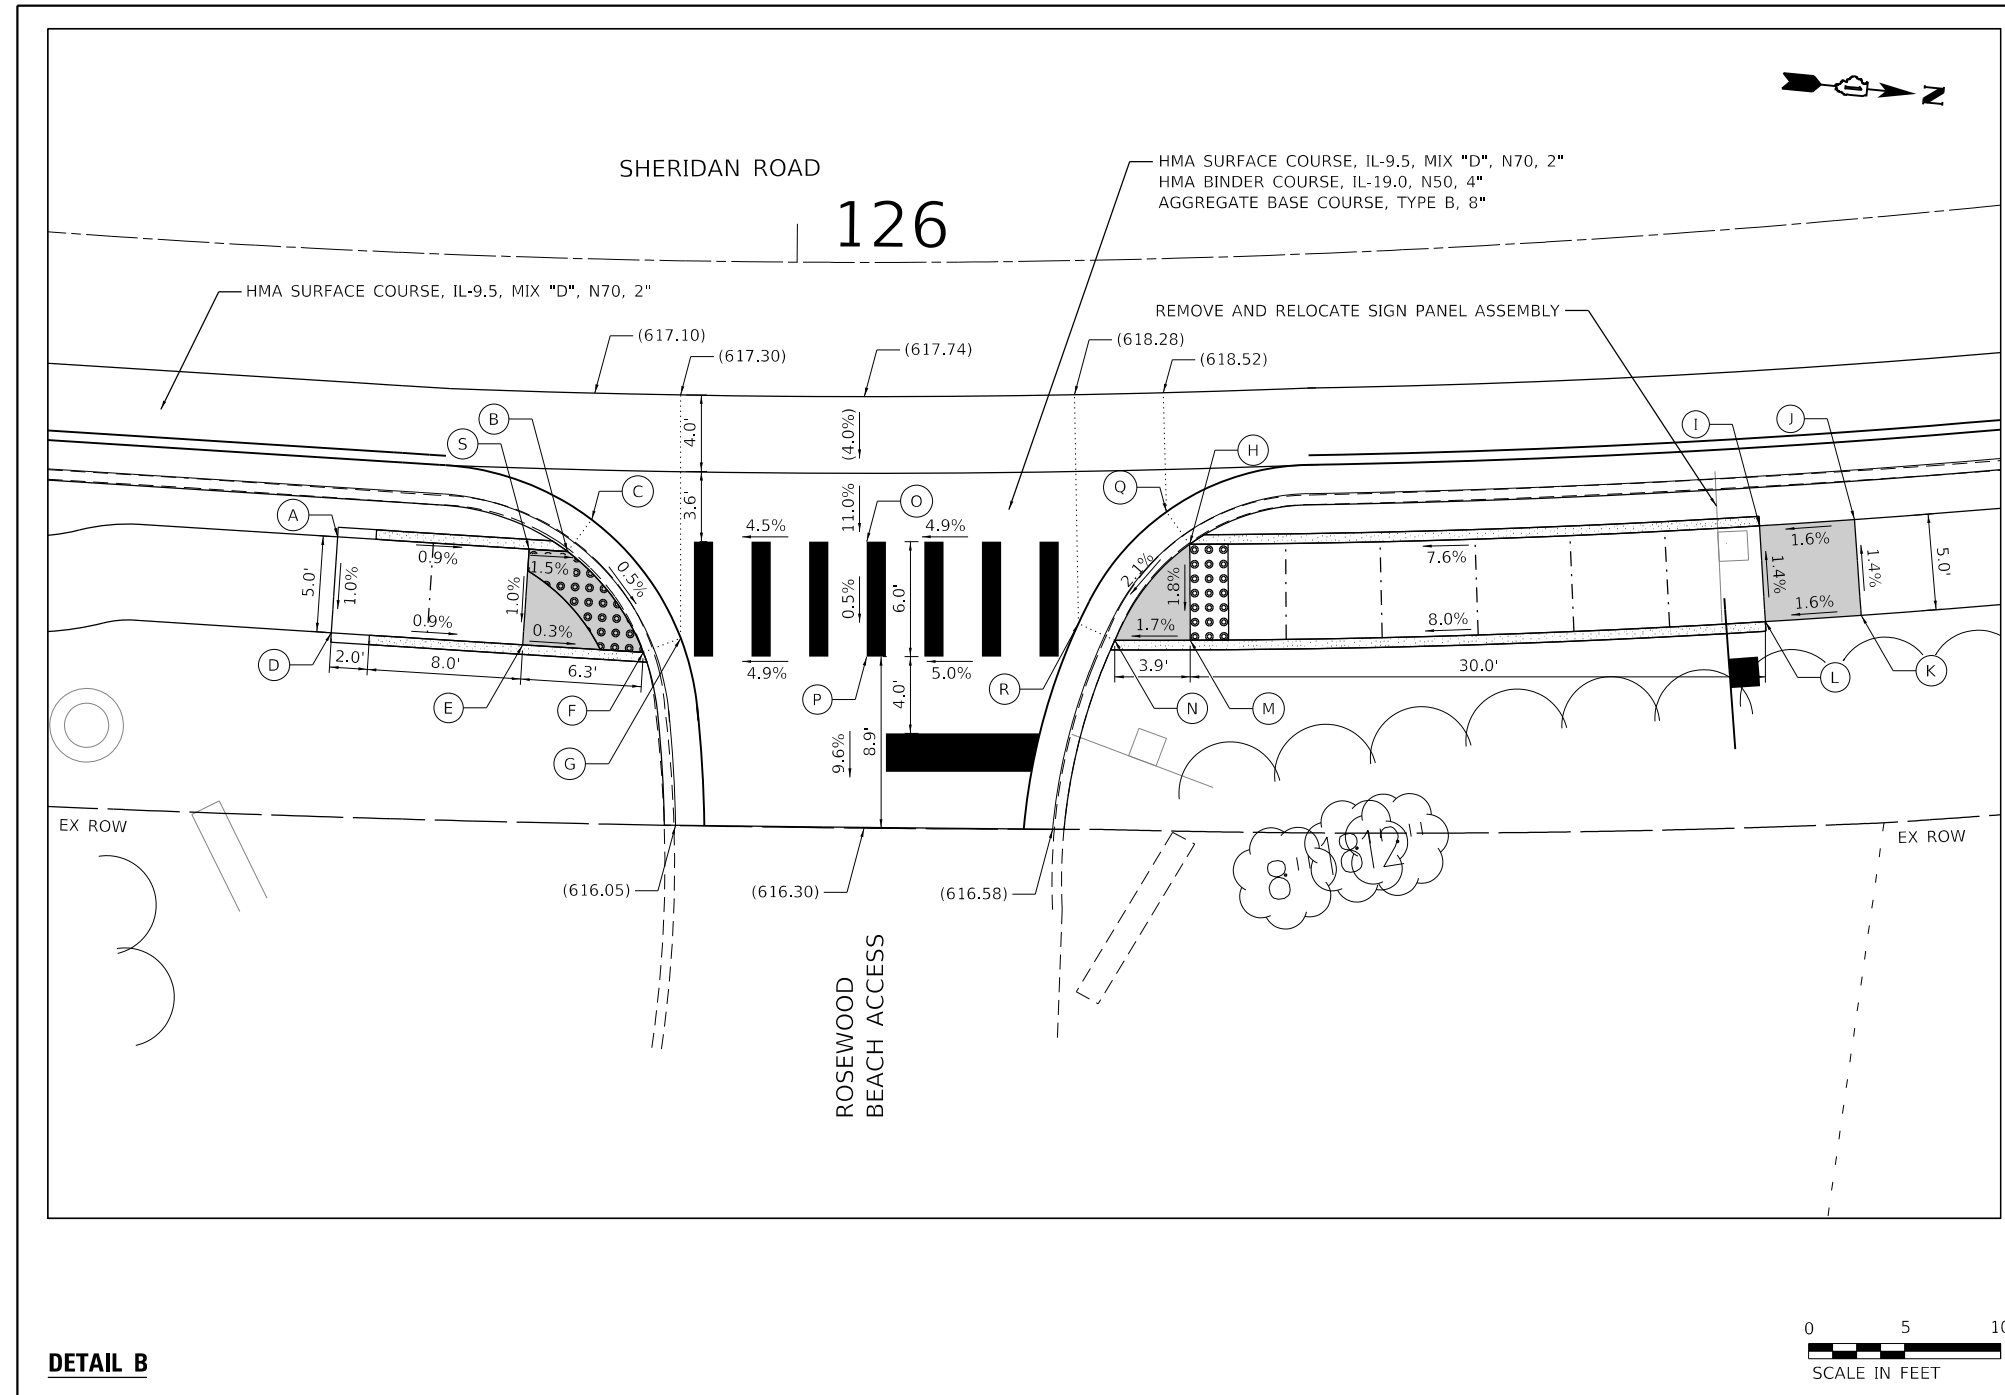 N
SHERIDAN ROAD
126
HMA SURFACE COURSE, IL-9.5, MIX "D", N70, 2"
HMA BINDER COURSE, IL-19.0, N50, 4"
AGGREGATE BASE COURSE, TYPE B, 8"
HMA SURFACE COURSE, IL-9.5, MIX "D", N70, 2"
REMOVE AND RELOCATE SIGN PANEL ASSEMBLY
(617.10)
(617.30)
(617.74)
(618.28)
(618.52)
4.0'
(4.0%)
B
S
C
A
H
Q
I
J
O
3.6'
11.0%
4.5%
4.9%
0.9%
1.5%
0.5%
5.0'
1.0%
1.0%
0.9%
0.3%
0.5%
6.0'
2.1%
1.8%
1.7%
7.6%
8.0%
1.6%
1.4%
1.6%
1.4%
5.0'
D
2.0'
8.0'
6.3'
4.9%
5.0%
3.9'
30.0'
E
F
G
P
R
N
M
L
K
4.0'
8.9'
9.6%
EX ROW
EX ROW
8"
18"
12"
(616.05)
(616.30)
(616.58)
ROSEWOOD
BEACH ACCESS
DETAIL B
0 5 10
SCALE IN FEET